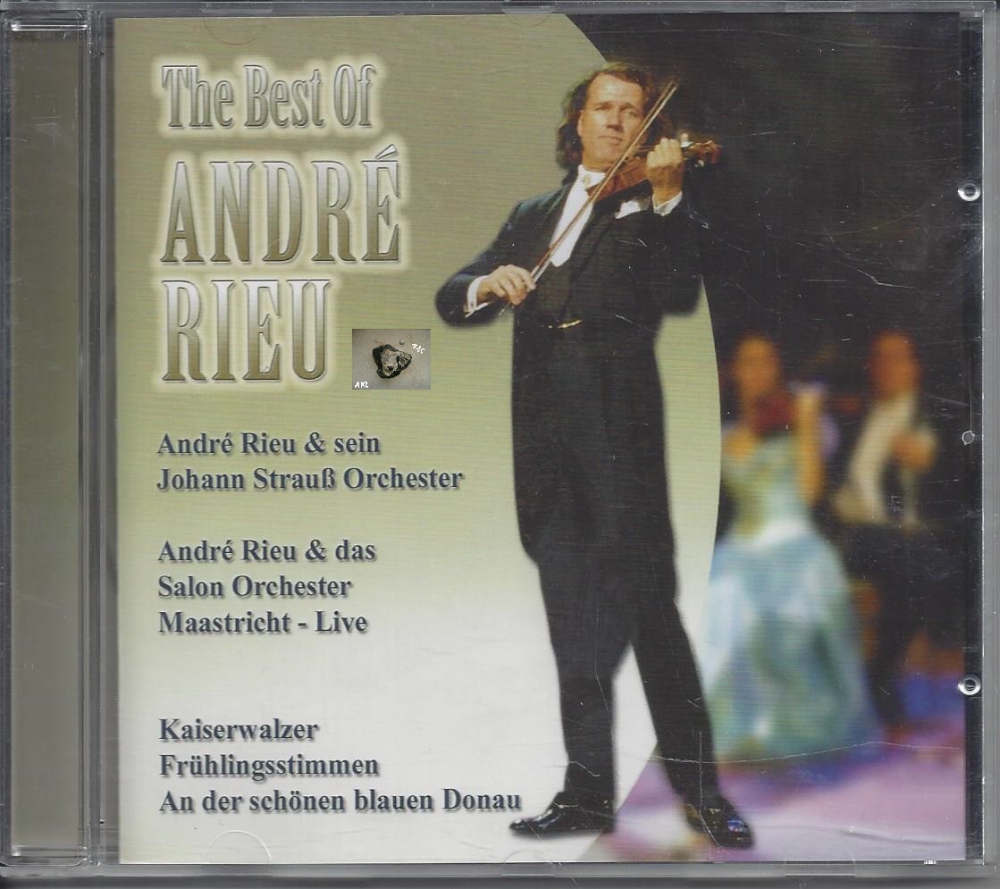 The Best Of
ANDRÉ
RIEU
AKL
André Rieu & sein
Johann Strauß Orchester
André Rieu & das
Salon Orchester
Maastricht - Live
Kaiserwalzer
Frühlingsstimmen
An der schönen blauen Donau